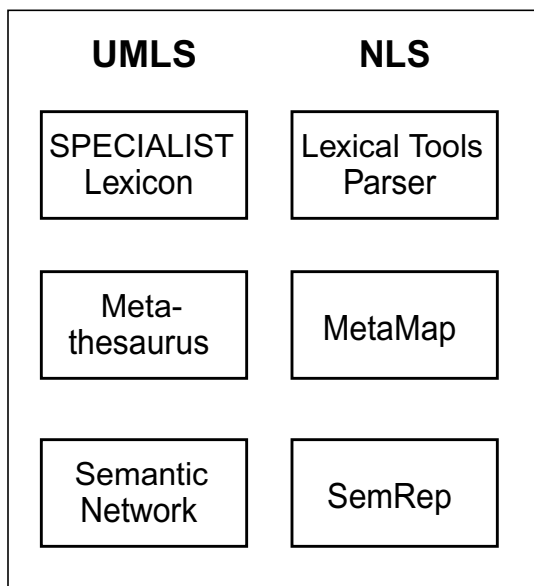 UMLS NLS
SPECIALIST
Lexicon
Lexical Tools
Parser
Meta-
thesaurus
MetaMap
Semantic
Network
SemRep